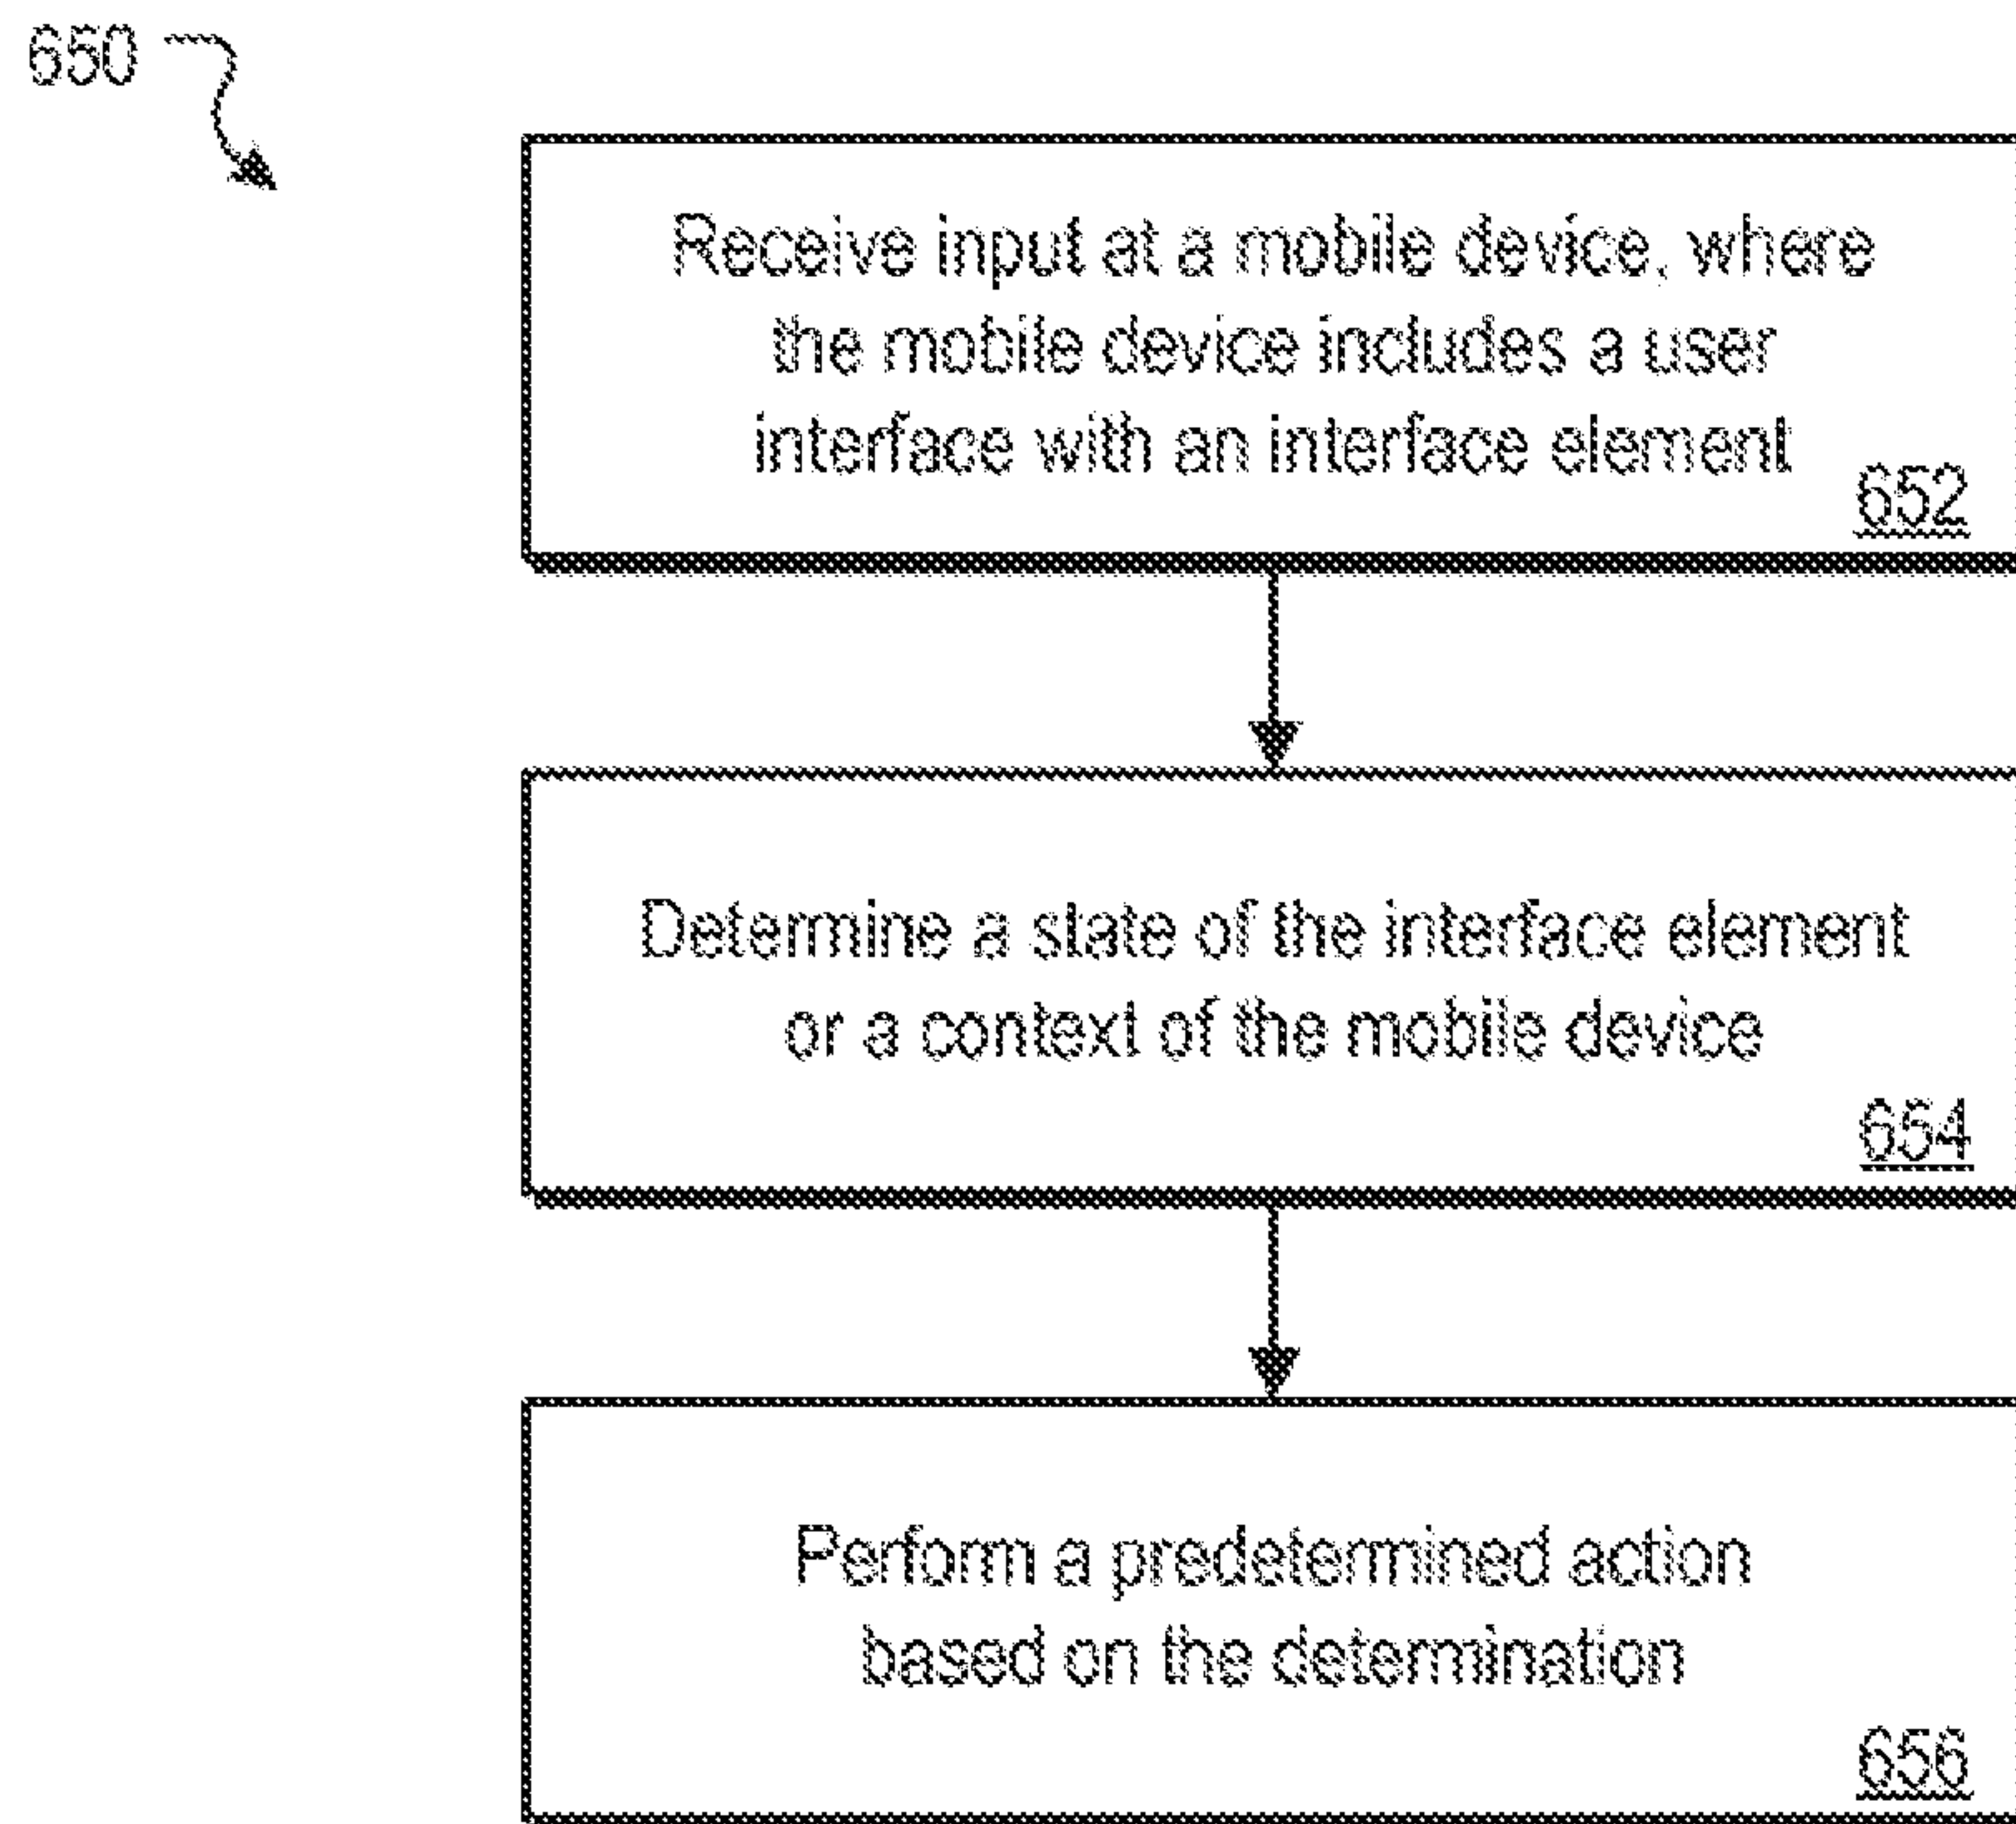 650
Receive input at a mobile device, where
the mobile device includes a user
interface with an interface element
652
Determine a state of the interface element
or a context of the mobile device
654
Perform a predetermined action
based on the determination
656